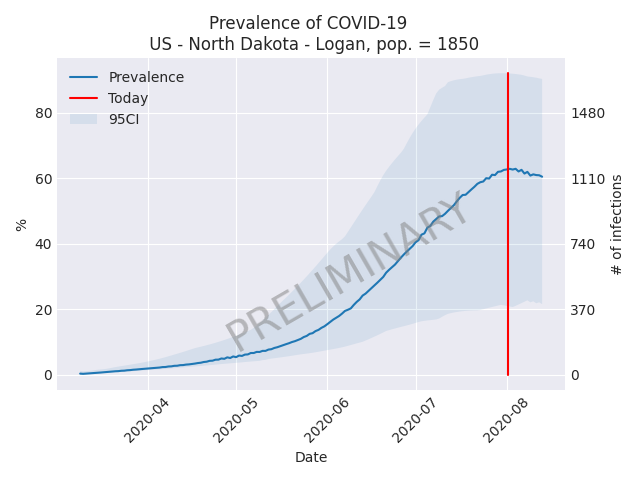 Prevalence of COVID-19
US - North Dakota - Logan, pop. = 1850
Prevalence
Today
95CI
80
60
40
20
0
%
1480
1110
740
370
0
# of infections
PRELIMINARY
2020-04
2020-05
2020-06
2020-07
2020-08
Date